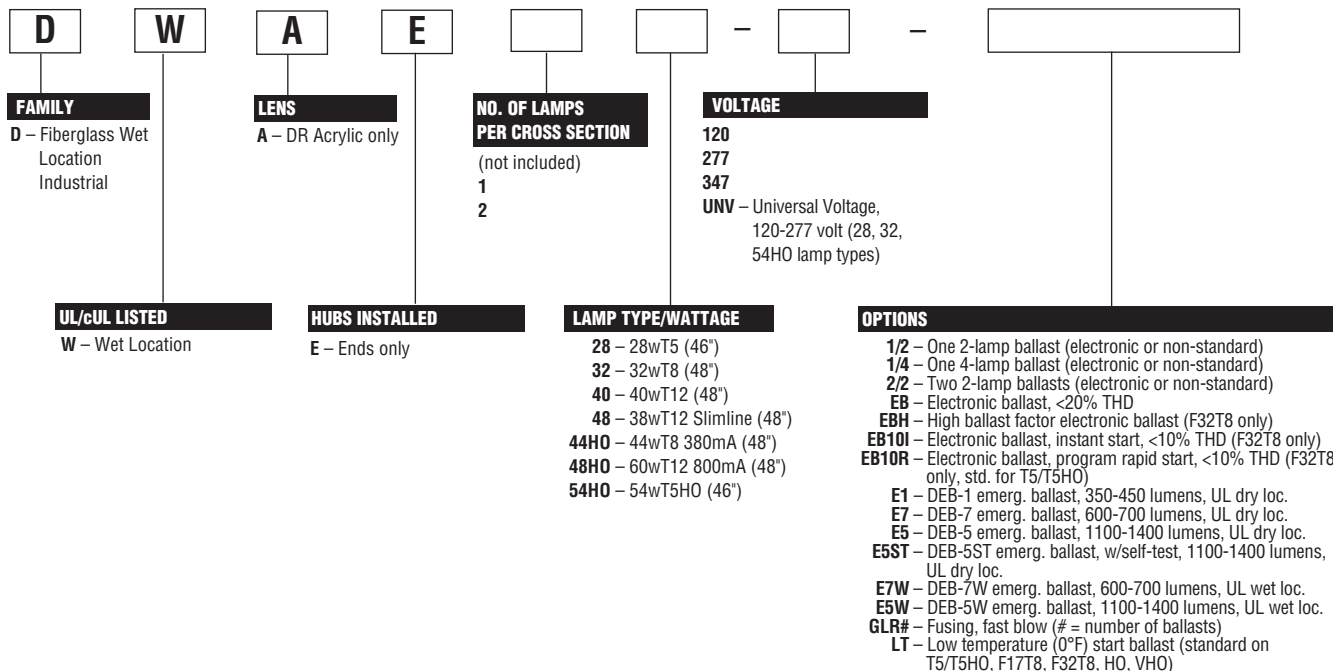 D W A E – –
FAMILY
D – Fiberglass Wet
Location
Industrial
LENS
A – DR Acrylic only
NO. OF LAMPS
PER CROSS SECTION
(not included)
1
2
VOLTAGE
120
277
347
UNV – Universal Voltage,
120-277 volt (28, 32,
54HO lamp types)
UL/cUL LISTED
W – Wet Location
HUBS INSTALLED
E – Ends only
LAMP TYPE/WATTAGE
28 – 28wT5 (46")
32 – 32wT8 (48")
40 – 40wT12 (48")
48 – 38wT12 Slimline (48")
44HO – 44wT8 380mA (48")
48HO – 60wT12 800mA (48")
54HO – 54wT5HO (46")
OPTIONS
1/2 – One 2-lamp ballast (electronic or non-standard)
1/4 – One 4-lamp ballast (electronic or non-standard)
2/2 – Two 2-lamp ballasts (electronic or non-standard)
EB – Electronic ballast, <20% THD
EBH – High ballast factor electronic ballast (F32T8 only)
EB10I – Electronic ballast, instant start, <10% THD (F32T8 only)
EB10R – Electronic ballast, program rapid start, <10% THD (F32T8
only, std. for T5/T5HO)
E1 – DEB-1 emerg. ballast, 350-450 lumens, UL dry loc.
E7 – DEB-7 emerg. ballast, 600-700 lumens, UL dry loc.
E5 – DEB-5 emerg. ballast, 1100-1400 lumens, UL dry loc.
E5ST – DEB-5ST emerg. ballast, w/self-test, 1100-1400 lumens,
UL dry loc.
E7W – DEB-7W emerg. ballast, 600-700 lumens, UL wet loc.
E5W – DEB-5W emerg. ballast, 1100-1400 lumens, UL wet loc.
GLR# – Fusing, fast blow (# = number of ballasts)
LT – Low temperature (0°F) start ballast (standard on
T5/T5HO, F17T8, F32T8, HO, VHO)